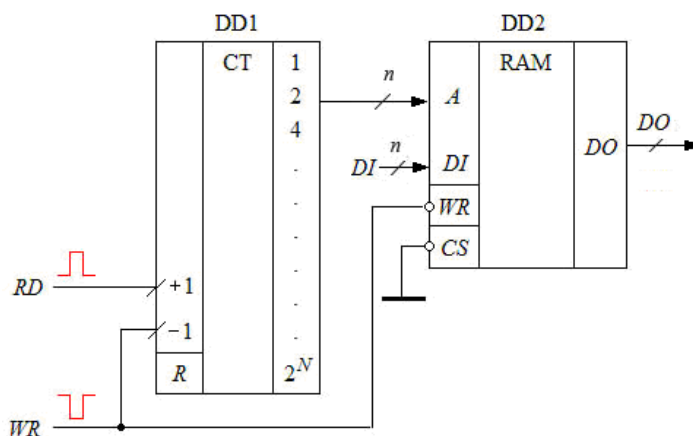 DD1
DD2
CT
1
2
4
.
.
.
.
.
.
2^N
+1
−1
R
RD
WR
n
n
DI
RAM
A
DI
WR
CS
DO
DO